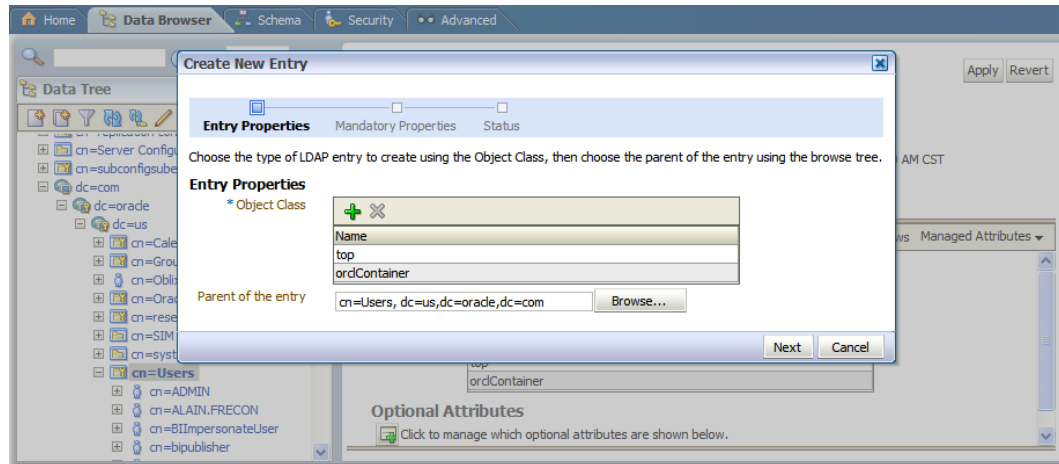 Home
Data Browser
Schema
Security
Advanced
Create New Entry
Apply
Revert
Data Tree
Entry Properties
Mandatory Properties
Status
Choose the type of LDAP entry to create using the Object Class, then choose the parent of the entry using the browse tree.
AM CST
cn=Server Configu
cn=subconfigsube
dc=com
dc=oracle
dc=us
cn=Cale
cn=Grou
cn=Oblix
cn=Orac
cn=rese
cn=SIM
cn=syst
cn=Users
cn=ADMIN
cn=ALAIN.FRECON
cn=BIImpersonateUser
cn=bipublisher
Entry Properties
* Object Class
Name
top
orclContainer
Parent of the entry
cn=Users, dc=us,dc=oracle,dc=com
Browse...
Managed Attributes
Next
Cancel
top
orclContainer
Optional Attributes
Click to manage which optional attributes are shown below.